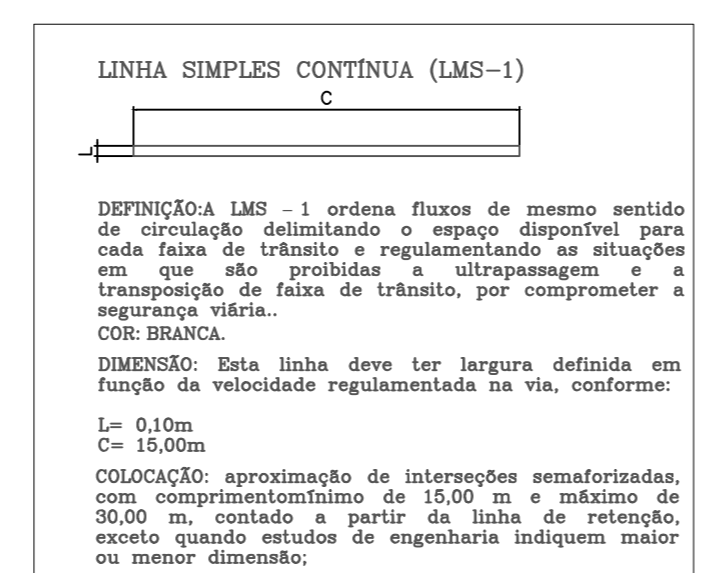 LINHA SIMPLES CONTÍNUA (LMS-1)
C
L
DEFINIÇÃO:A LMS - 1 ordena fluxos de mesmo sentido
de circulação delimitando o espaço disponível para
cada faixa de trânsito e regulamentando as situações
em que são proibidas a ultrapassagem e a
transposição de faixa de trânsito, por comprometer a
segurança viária..
COR: BRANCA.
DIMENSÃO: Esta linha deve ter largura definida em
função da velocidade regulamentada na via, conforme:
L= 0,10m
C= 15,00m
COLOCAÇÃO: aproximação de interseções semaforizadas,
com comprimentomínimo de 15,00 m e máximo de
30,00 m, contado a partir da linha de retenção,
exceto quando estudos de engenharia indiquem maior
ou menor dimensão;